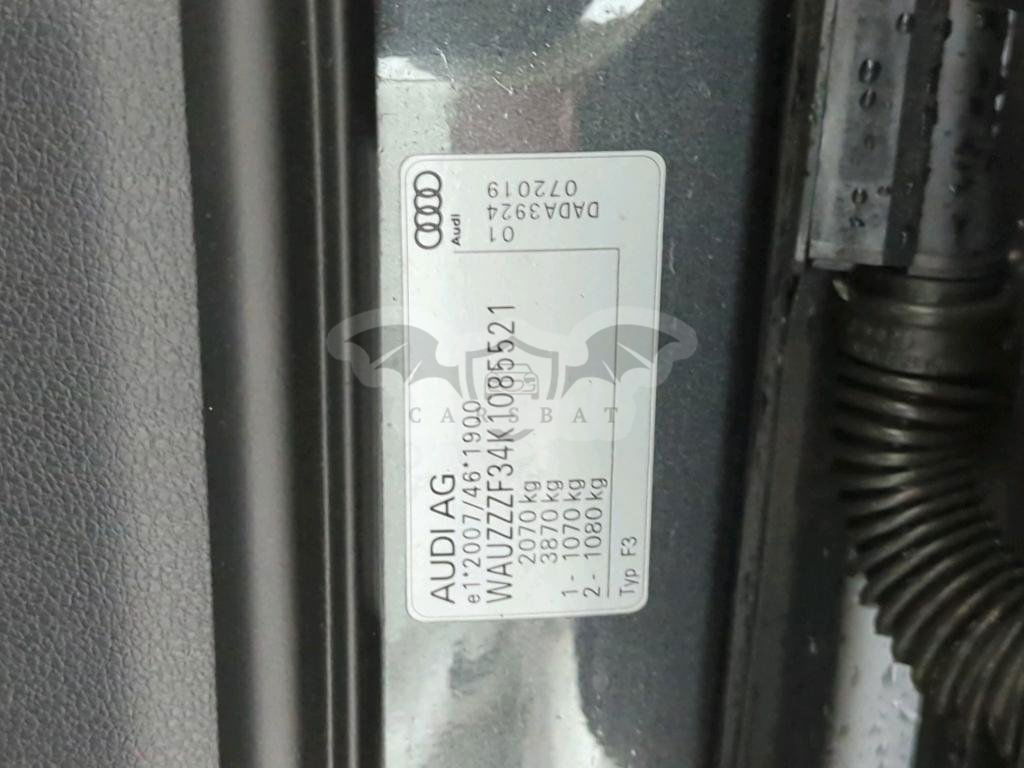 AUDI AG
e1*2007/46*1900
WAUZZZF34K1085521
2070 kg
3870 kg
1 - 1070 kg
2 - 1080 kg
Typ F3
Audi
01
DADA3924
072019
CARSBAT